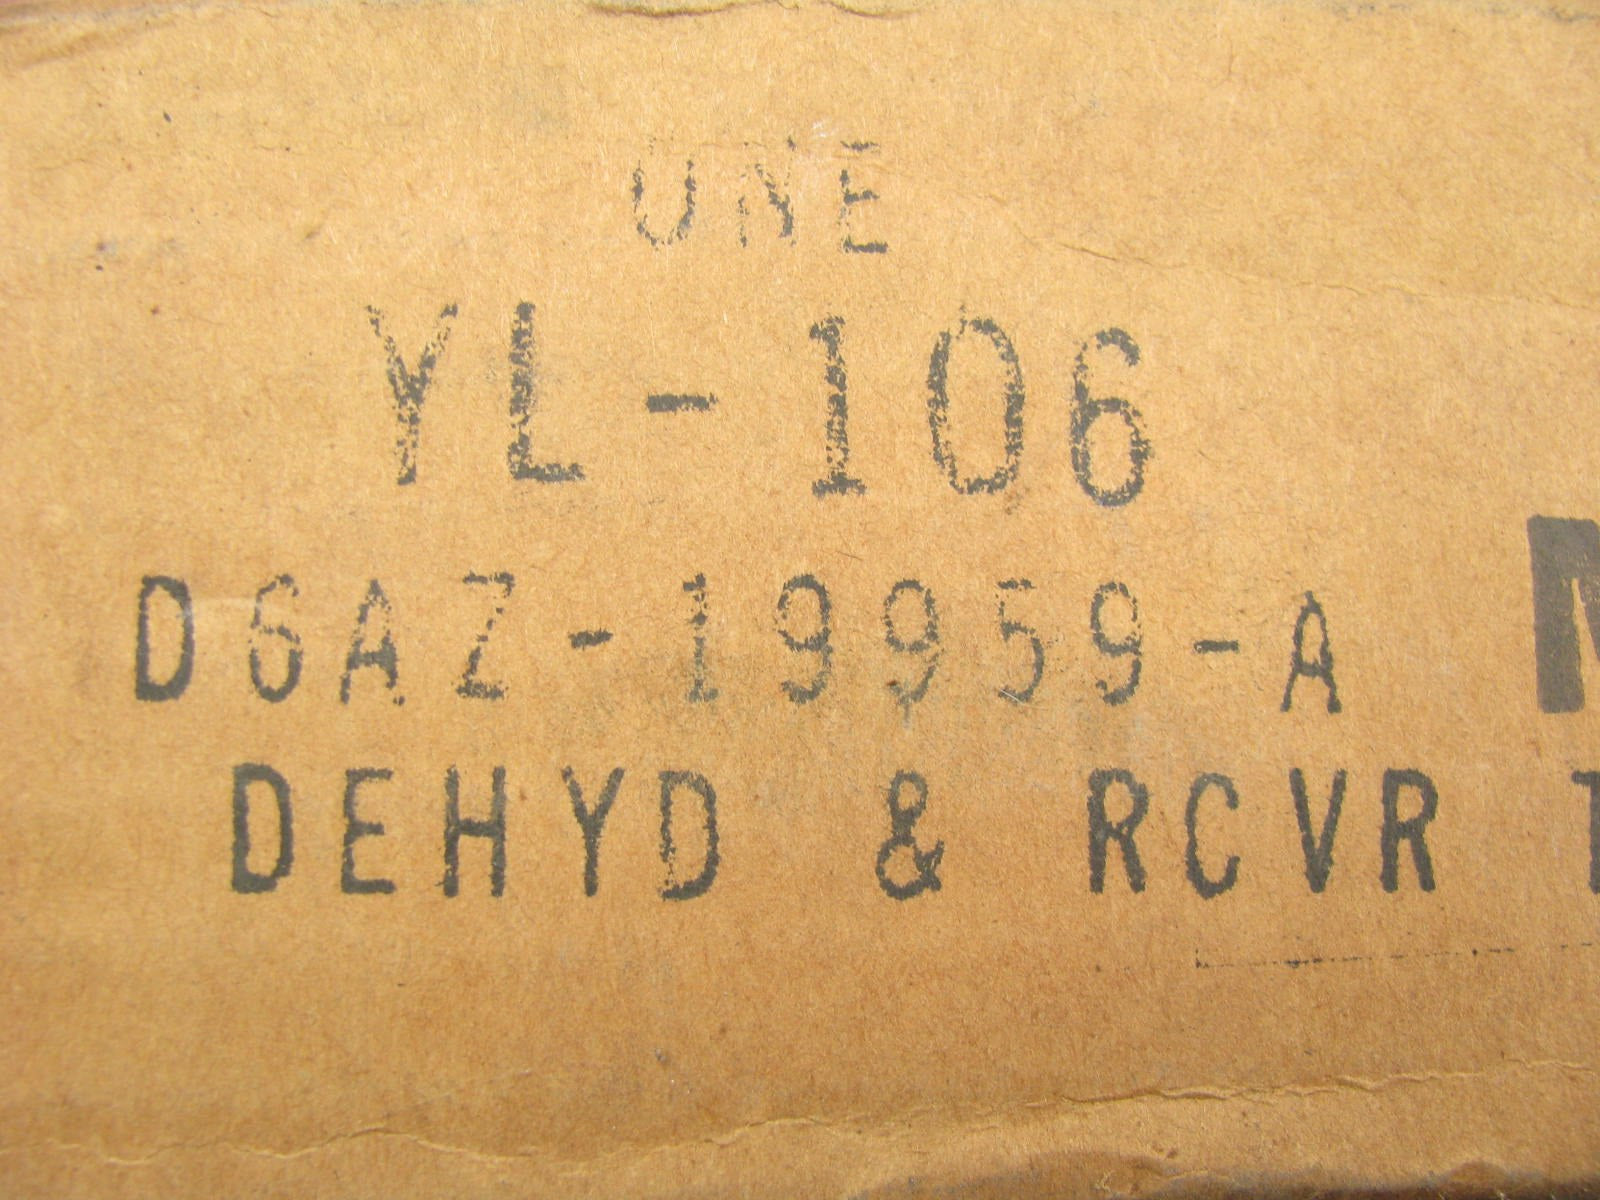 ONE
YL-106
D6AZ-19959-A
DEHYD & RCVR